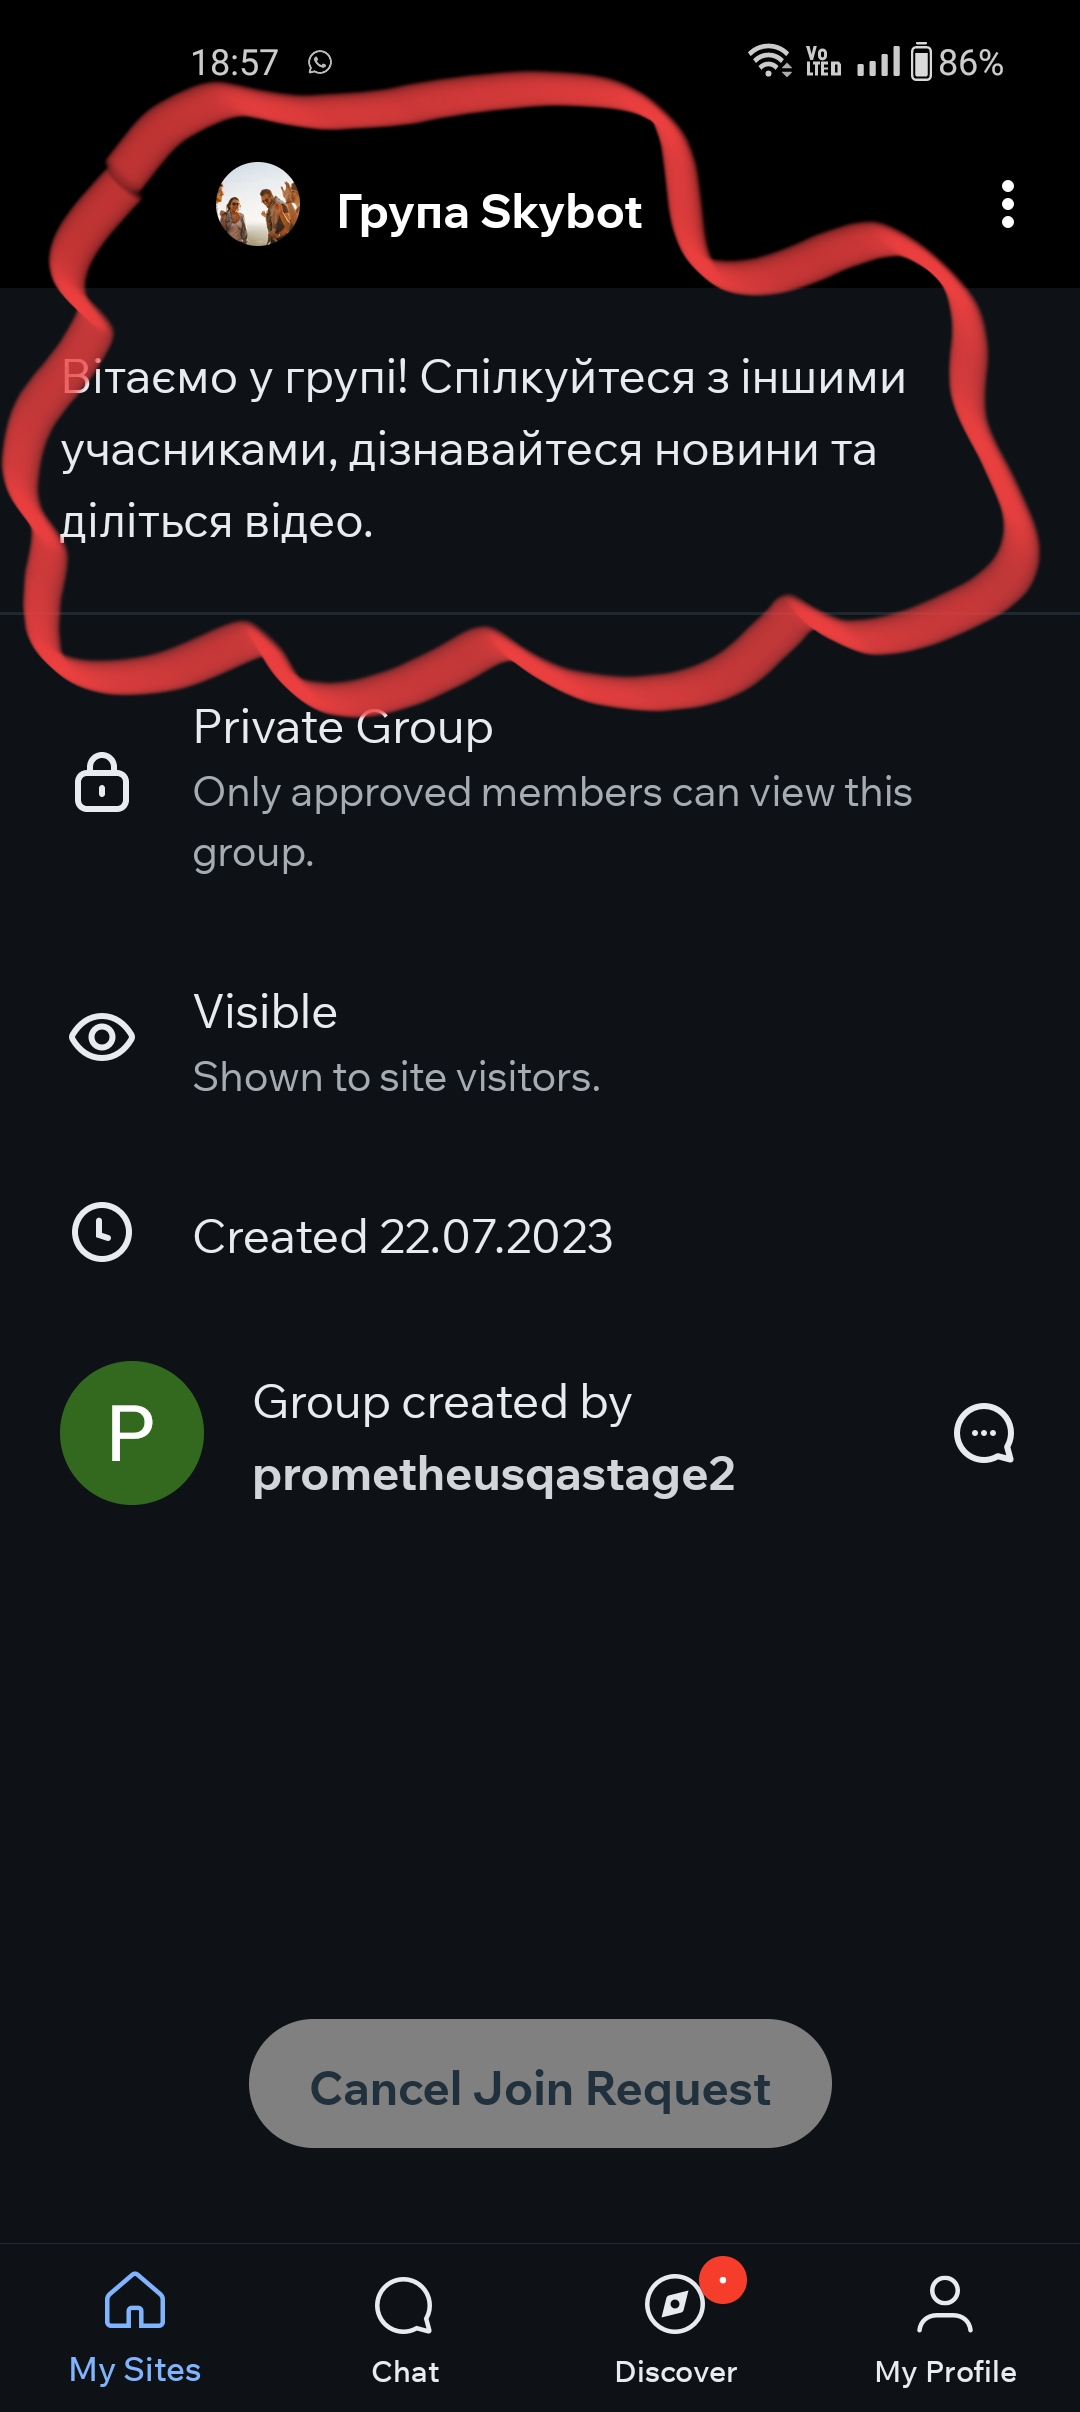 18:57 Vo LTED 86%
Група Skybot
Вітаємо у групі! Спілкуйтеся з іншими
учасниками, дізнавайтеся новини та
діліться відео.
Private Group
Only approved members can view this
group.
Visible
Shown to site visitors.
Created 22.07.2023
P
Group created by
prometheusqastage2
Cancel Join Request
My Sites Chat Discover My Profile